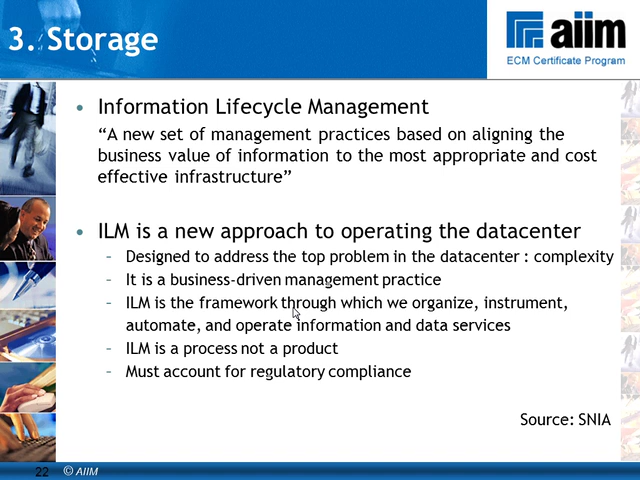 3. Storage
aiim
ECM Certificate Program
• Information Lifecycle Management
“A new set of management practices based on aligning the
business value of information to the most appropriate and cost
effective infrastructure”
• ILM is a new approach to operating the datacenter
– Designed to address the top problem in the datacenter : complexity
– It is a business-driven management practice
– ILM is the framework through which we organize, instrument,
automate, and operate information and data services
– ILM is a process not a product
– Must account for regulatory compliance
Source: SNIA
22 © AIIM